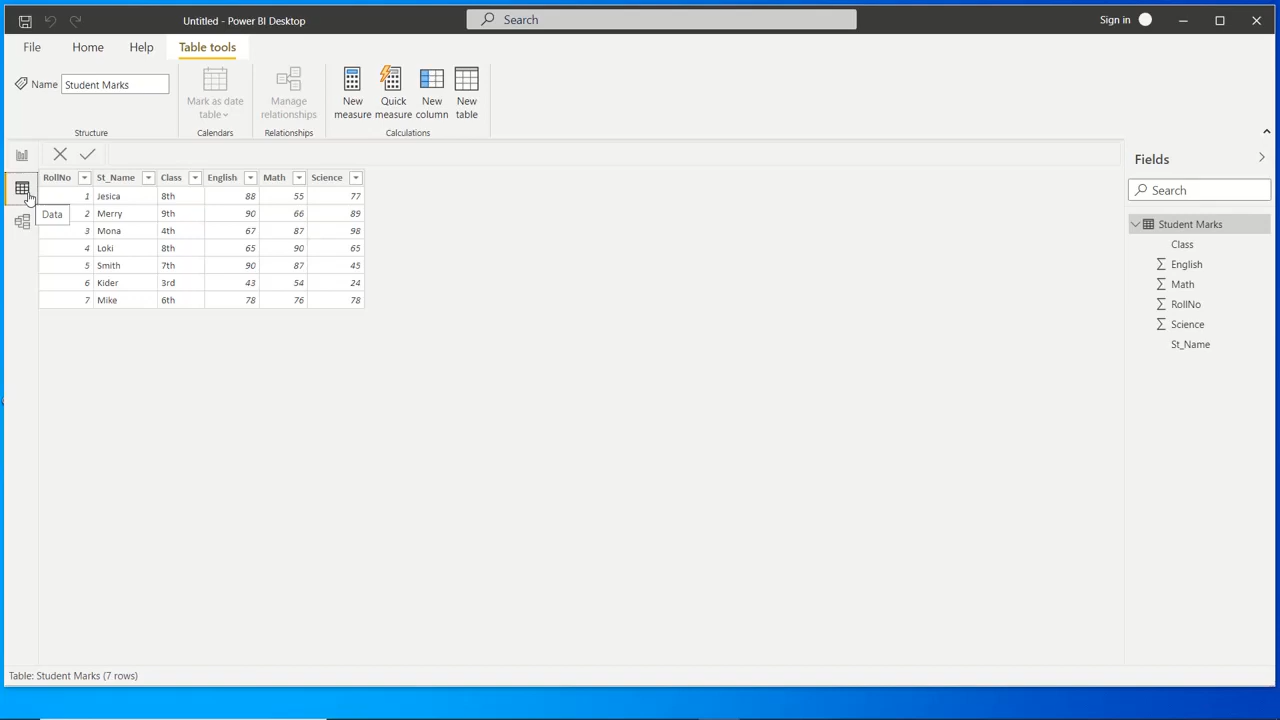 Untitled - Power BI Desktop
Search
Sign in
File
Home
Help
Table tools
Name
Student Marks
Structure
Mark as date
table
Calendars
Manage
relationships
Relationships
New
measure
Quick
measure
New
column
New
table
Calculations
RollNo St_Name Class English Math Science
1 Jesica 8th 88 55 77
2 Merry 9th 90 66 89
3 Mona 4th 67 87 98
4 Loki 8th 65 90 65
5 Smith 7th 90 87 45
6 Kider 3rd 43 54 24
7 Mike 6th 78 76 78
Data
Fields
Search
Student Marks
Class
English
Math
RollNo
Science
St_Name
Table: Student Marks (7 rows)